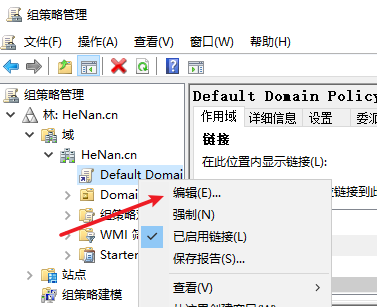 组策略管理
文件(F) 操作(A) 查看(V) 窗口(W) 帮助(H)
组策略管理
林: HeNan.cn
域
HeNan.cn
Default Domai
Domai
组策略
WMI 筛
Starter
站点
组策略建模
Default Domain Policy
作用域 详细信息 设置 委派
链接
在此位置内显示链接(L):
编辑(E)...
强制(N)
已启用链接(L)
保存报告(S)...
查看(V)
链接到